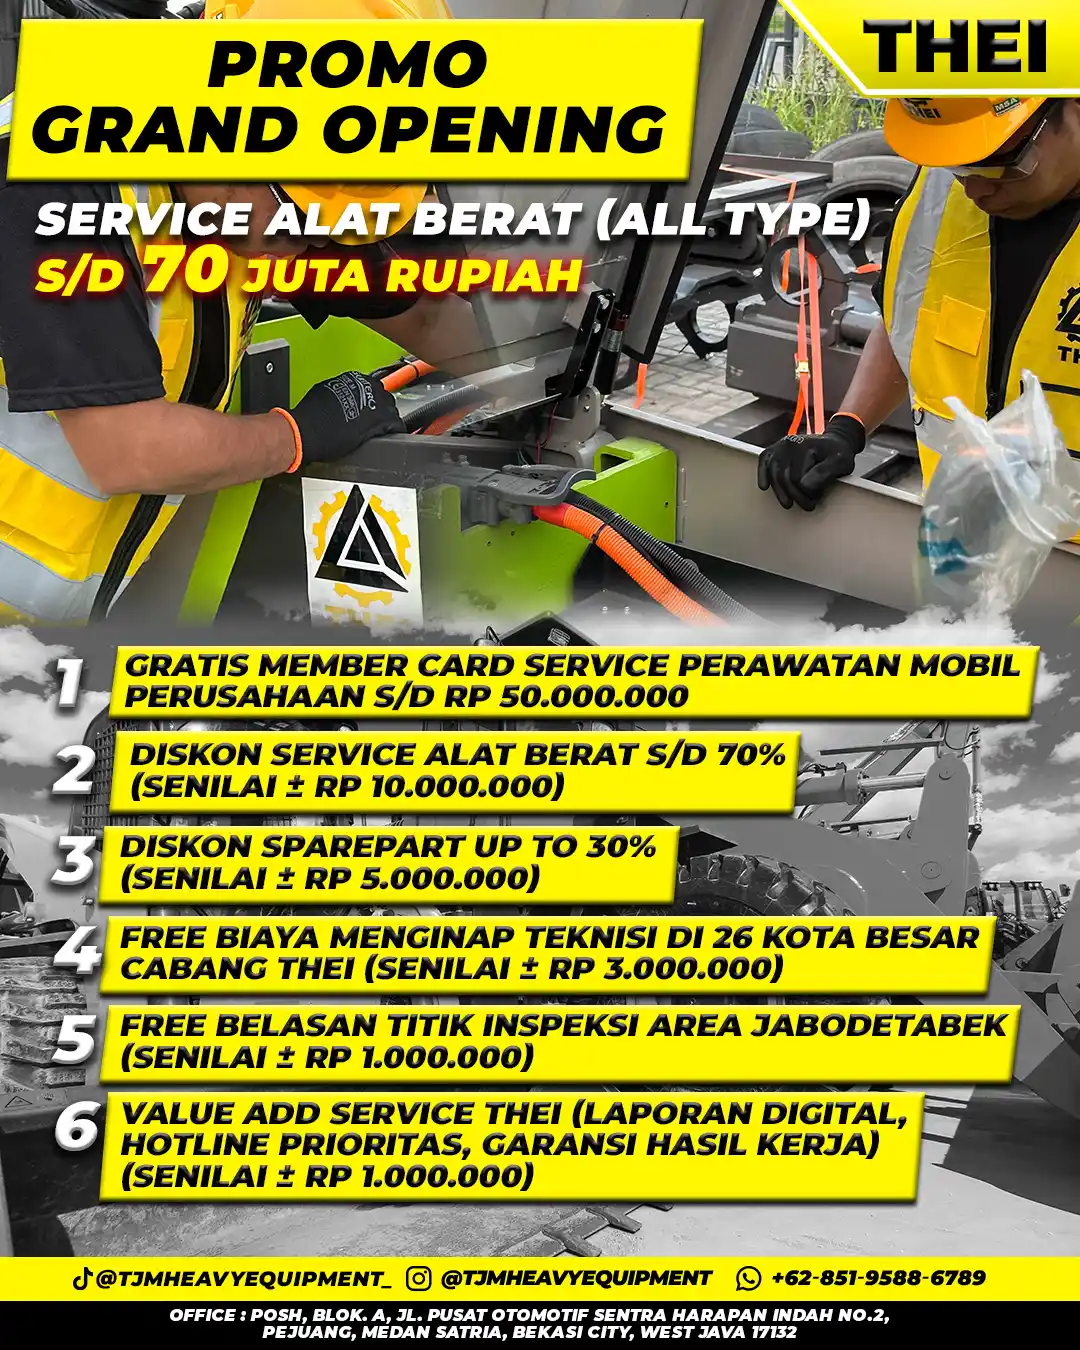 PROMO
GRAND OPENING
THEI
SERVICE ALAT BERAT (ALL TYPE)
S/D 70 JUTA RUPIAH
MSA
THEI
1
GRATIS MEMBER CARD SERVICE PERAWATAN MOBIL
PERUSAHAAN S/D RP 50.000.000
2
DISKON SERVICE ALAT BERAT S/D 70%
(SENILAI ± RP 10.000.000)
3
DISKON SPAREPART UP TO 30%
(SENILAI ± RP 5.000.000)
4
FREE BIAYA MENGINAP TEKNISI DI 26 KOTA BESAR
CABANG THEI (SENILAI ± RP 3.000.000)
5
FREE BELASAN TITIK INSPEKSI AREA JABODETABEK
(SENILAI ± RP 1.000.000)
6
VALUE ADD SERVICE THEI (LAPORAN DIGITAL,
HOTLINE PRIORITAS, GARANSI HASIL KERJA)
(SENILAI ± RP 1.000.000)
@TJMHEAVYEQUIPMENT_ @TJMHEAVYEQUIPMENT +62-851-9588-6789
OFFICE : POSH, BLOK. A, JL. PUSAT OTOMOTIF SENTRA HARAPAN INDAH NO.2,
PEJUANG, MEDAN SATRIA, BEKASI CITY, WEST JAVA 17132